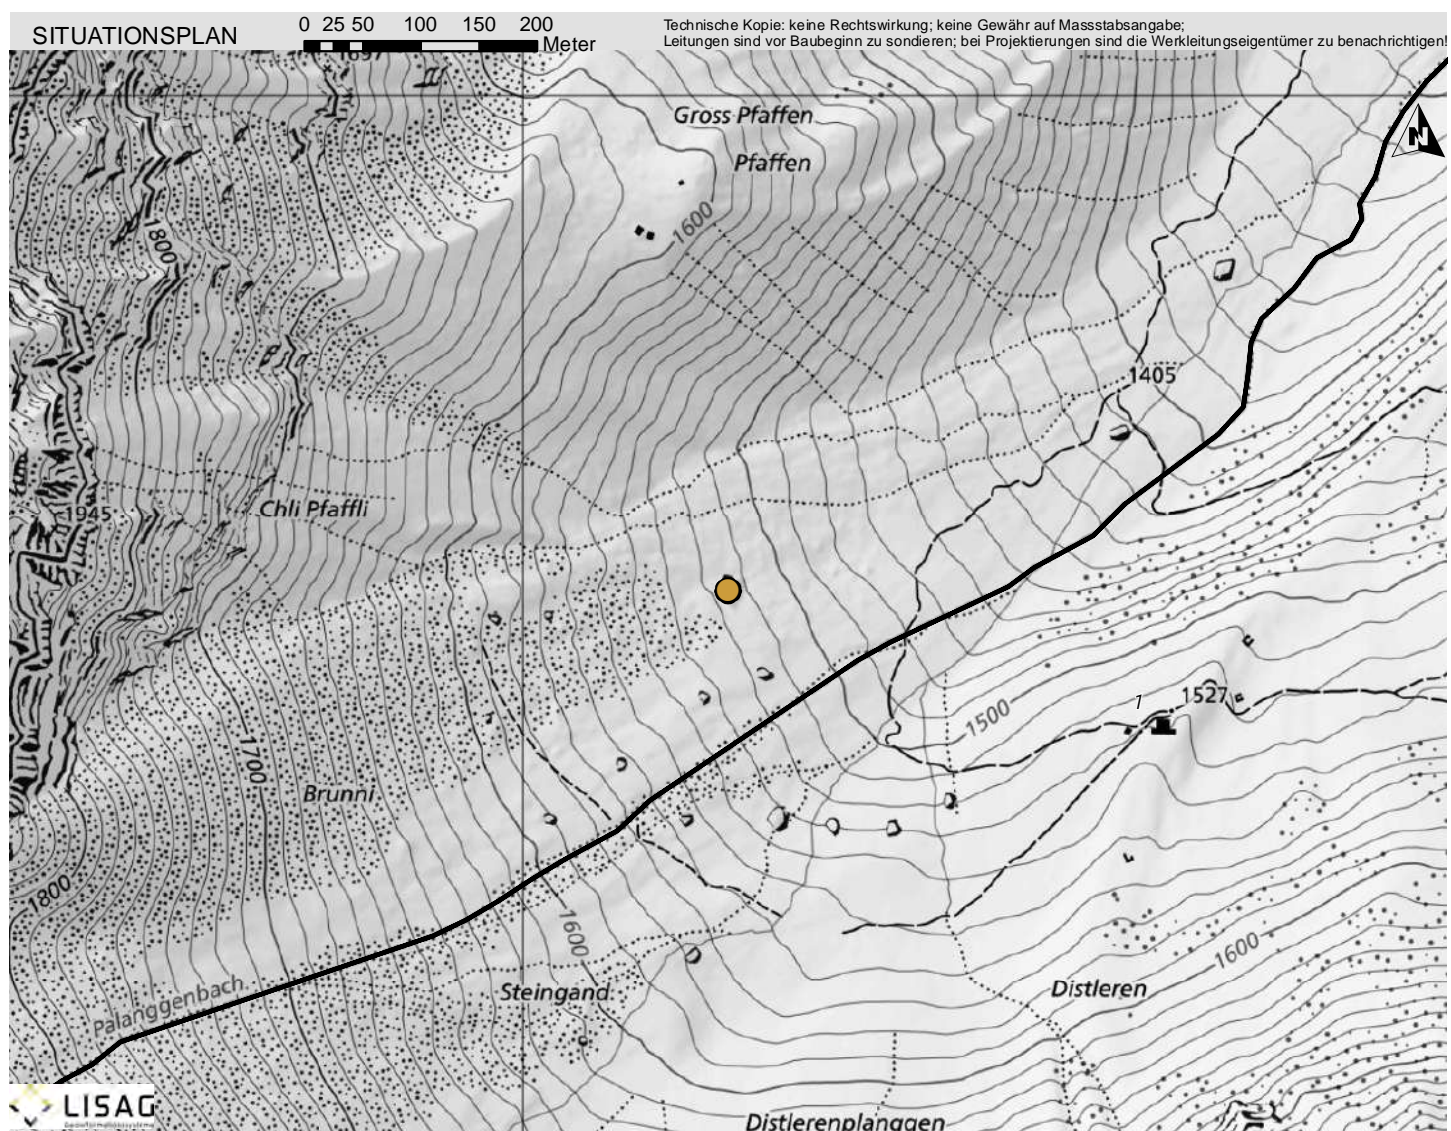 SITUATIONSPLAN
0 25 50 100 150 200
Meter
Technische Kopie: keine Rechtswirkung; keine Gewähr auf Massstabsangabe;
Leitungen sind vor Baubeginn zu sondieren; bei Projektierungen sind die Werkleitungseigentümer zu benachrichtigen!
Gross Pfaffen
N
Pfaffen
1600
1800
1405
Chli Pfaffli
1945
1527
1
1500
1700
Brunni
1800
1600
1600
Steingand
Distleren
Palanggenbach
LISAG
Distlerenplanggen